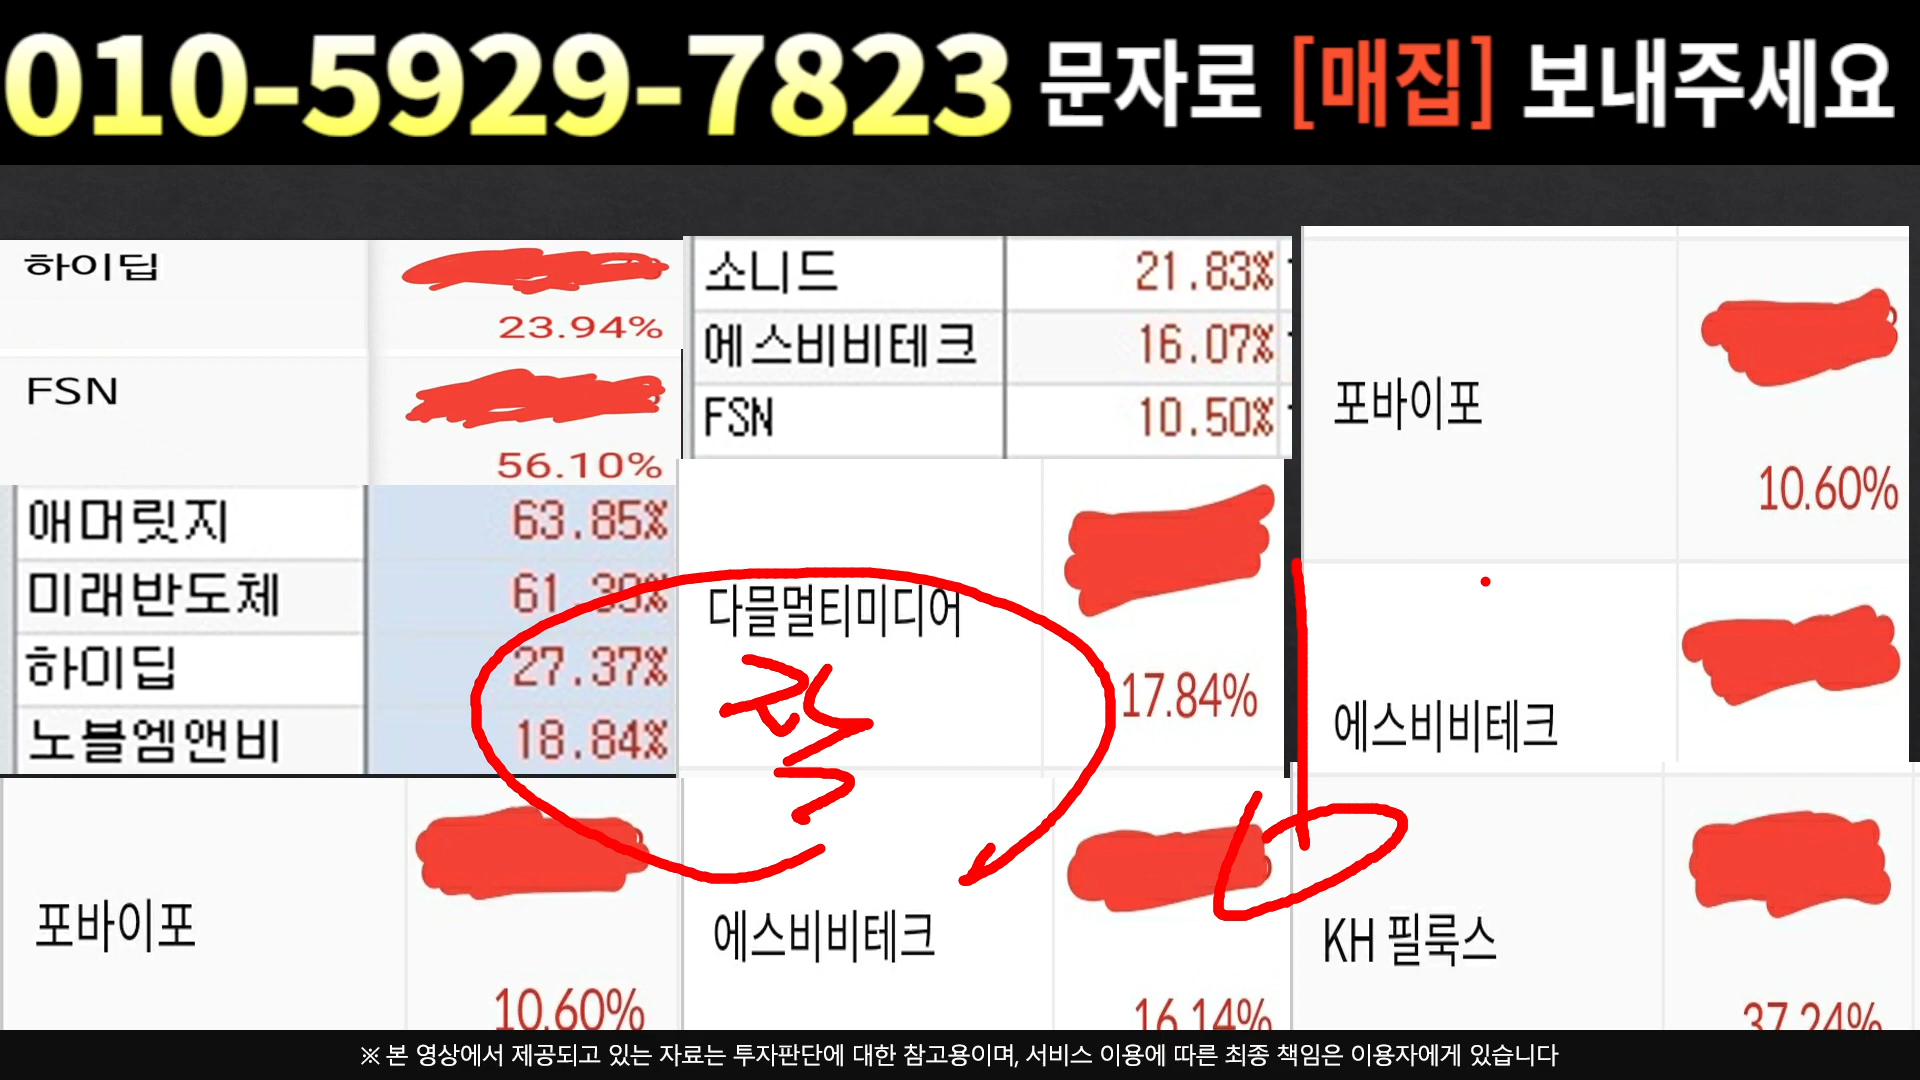 010-5929-7823 문자로 [매집] 보내주세요
하이딥
23.94%
FSN
56.10%
애머릿지 63.85%
미래반도체 61.39%
하이딥 27.37%
노블엠앤비 18.84%
소니드 21.83%
에스비비테크 16.07%
FSN 10.50%
다믈멀티미디어
17.84%
포바이포
10.60%
에스비비테크
포바이포
10.60%
에스비비테크
16.14%
KH 필룩스
37.24%
※ 본 영상에서 제공되고 있는 자료는 투자판단에 대한 참고용이며, 서비스 이용에 따른 최종 책임은 이용자에게 있습니다